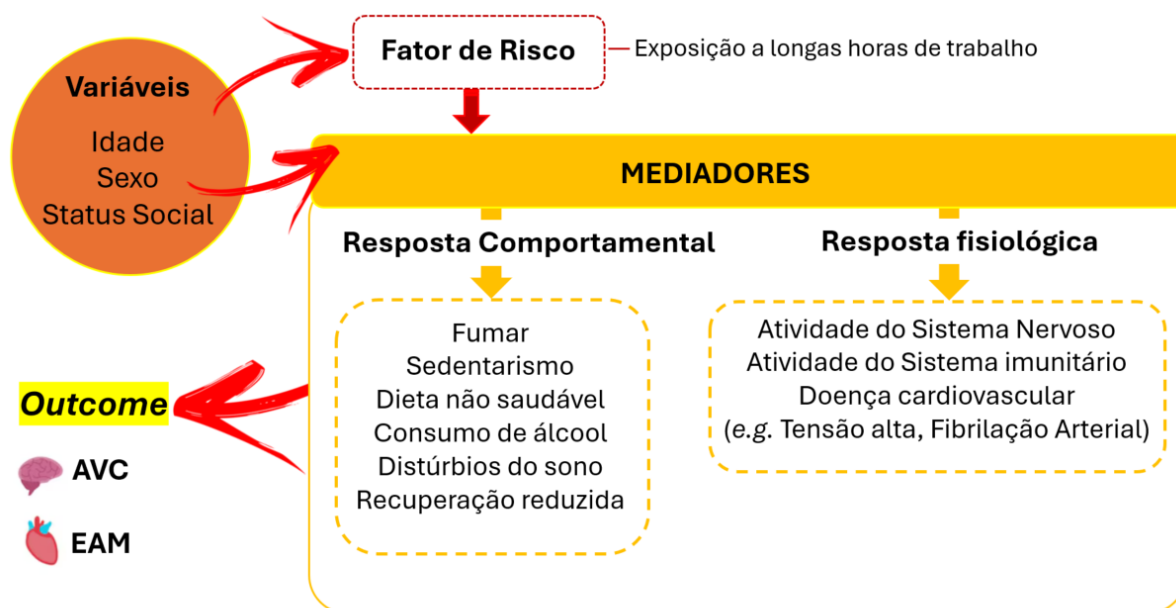 Fator de Risco
Exposição a longas horas de trabalho
Variáveis
Idade
Sexo
Status Social
MEDIADORES
Resposta Comportamental
Fumar
Sedentarismo
Dieta não saudável
Consumo de álcool
Distúrbios do sono
Recuperação reduzida
Resposta fisiológica
Atividade do Sistema Nervoso
Atividade do Sistema imunitário
Doença cardiovascular
(e.g. Tensão alta, Fibrilação Arterial)
Outcome
AVC
EAM